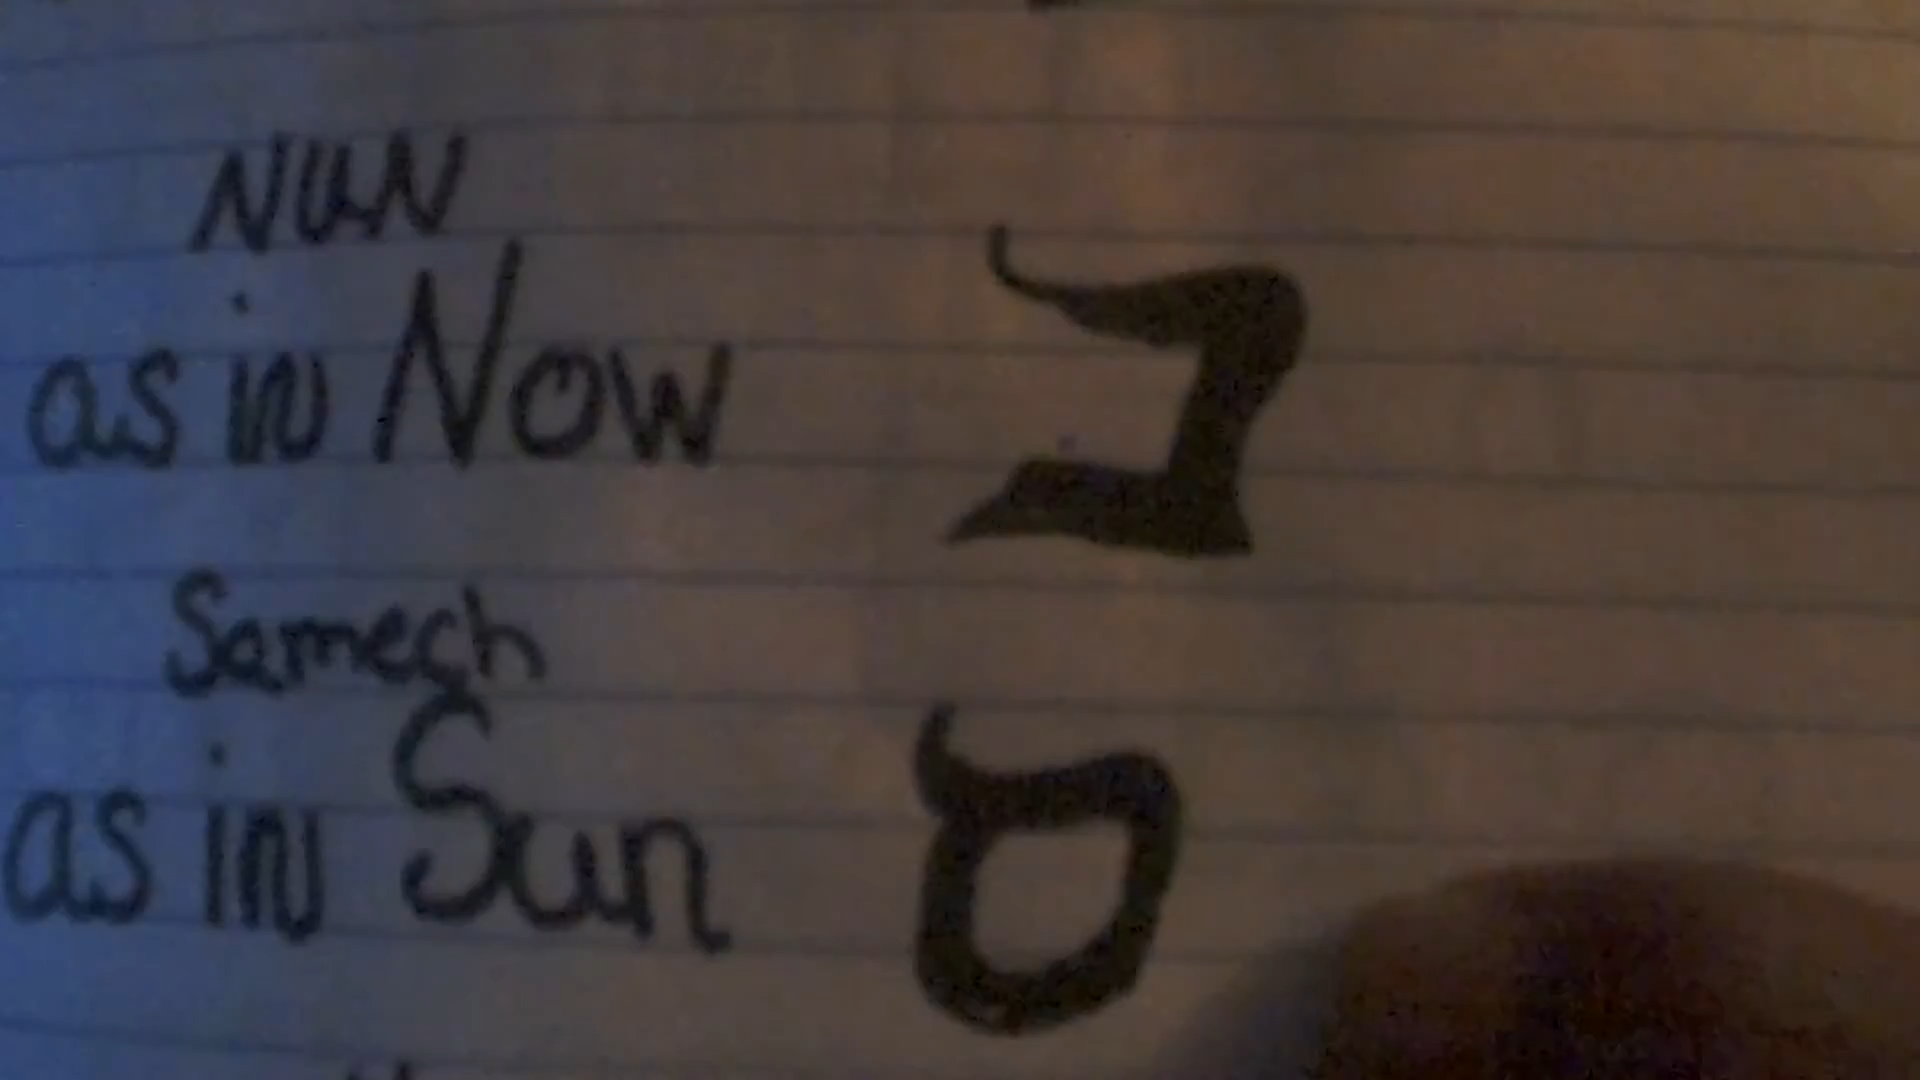 NUN
as in Now
נ
Samech
as in Sun
ס